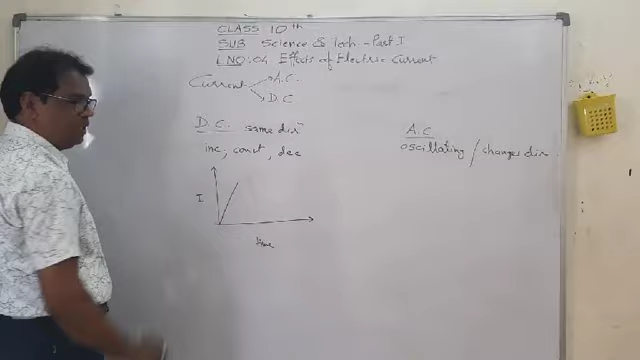 CLASS 10th
SUB Science & Tech - Part I
L NO. 04 Effects of Electric Current
Current
A.C.
D.C
D.C. same dirn
inc, const, dec
I
time
A.C
oscillating / changes dirn